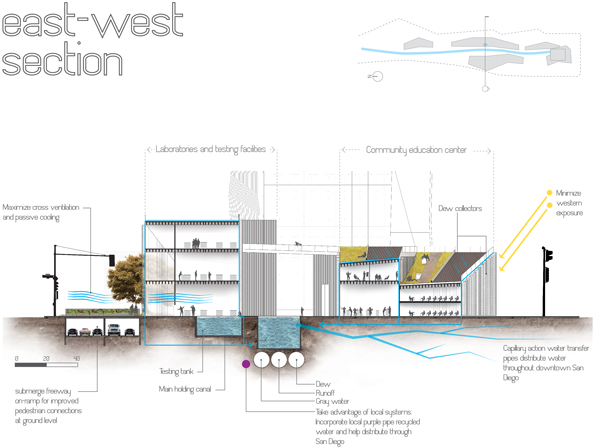 east-west
section
Laboratories and testing facilities
Community education center
Maximize cross ventilation
and passive cooling
Dew collectors
Minimize
western
exposure
0
20
40
submerge freeway
on-ramp for improved
pedestrian connections
at ground level
Testing tank
Main holding canal
Dew
Runoff
Gray water
Take advantage of local systems.
Incorporate local purple pipe recycled
water and help distribute through
San Diego
Capillary action water transfer
pipes distribute water
throughout downtown San
Diego